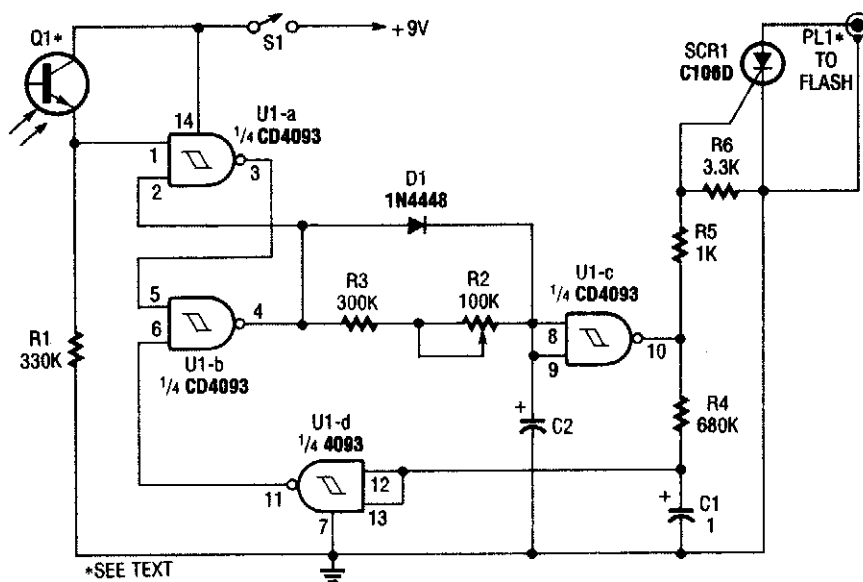 Q1*
S1
+9V
PL1*
TO
FLASH
SCR1
C106D
14
U1-a
1/4 CD4093
1
2
3
R6
3.3K
D1
1N4448
R5
1K
U1-c
1/4 CD4093
R3
300K
R2
100K
5
6
4
8
9
10
R1
330K
U1-b
1/4 CD4093
R4
680K
U1-d
1/4 4093
+
C2
11
12
13
7
+
C1
1
*SEE TEXT